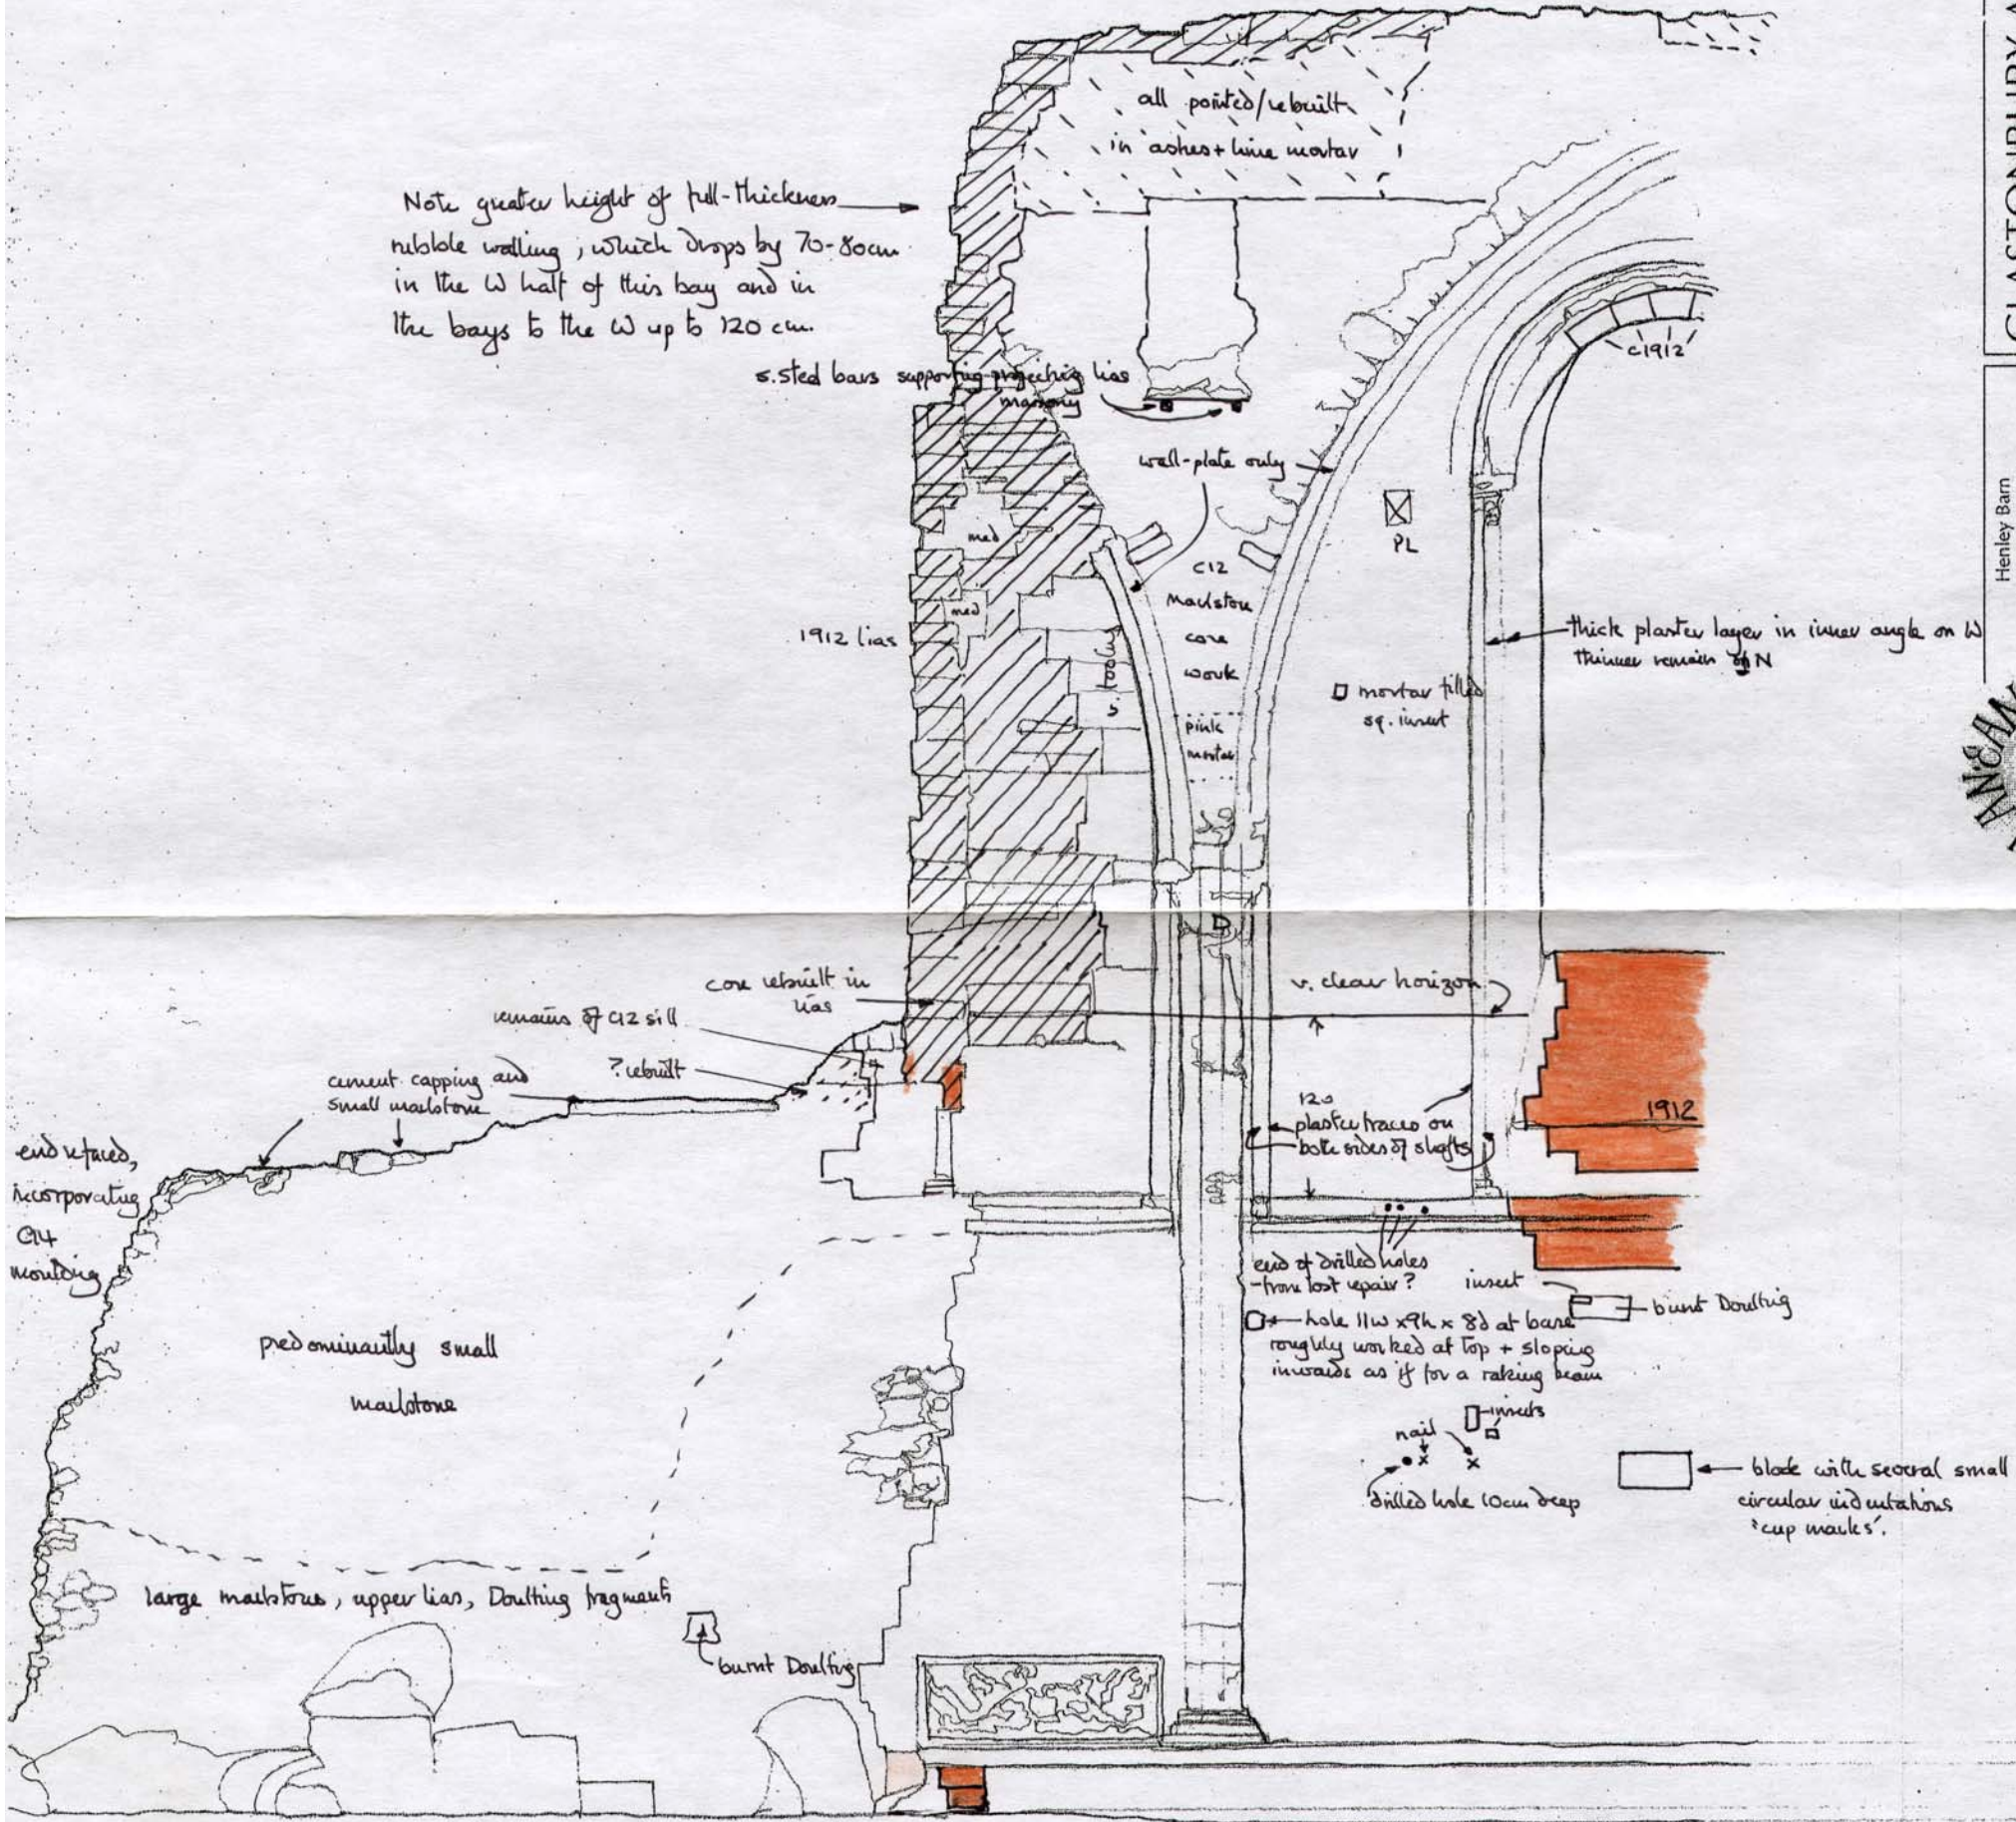 all pointed/rebuilt
in ashes + lime mortar
Note greater height of full-thickness
rubble walling, which drops by 70-80cm
in the W half of this bay and in
the bays to the W up to 120 cm.
s.steel bars supporting projecting lias
masonry
c1912
wall-plate only
PL
med
C12
Marlstone
core
work
med
1912 lias
s. tooling
thick plaster layer in inner angle on W
thinner remain on N
mortar filled
sq. insert
pink
mortar
Henley Barn
GLASTONBURY
D
core rebuilt in
lias
v. clear horizon
remains of C12 sill
?rebuilt
cement capping and
small marlstone
120
plaster traces on
both sides of shafts
1912
end refaced,
incorporating
C14
moulding
end of drilled holes
-from lost repair?
insert
burnt Doulting
hole 11w x 9h x 8d at base
roughly worked at top + sloping
inwards as if for a raking beam
predominantly small
marlstone
inserts
nail
drilled hole 10cm deep
block with several small
circular indentations
'cup marks'.
large marlstone, upper lias, Doulting fragments
burnt Doulting